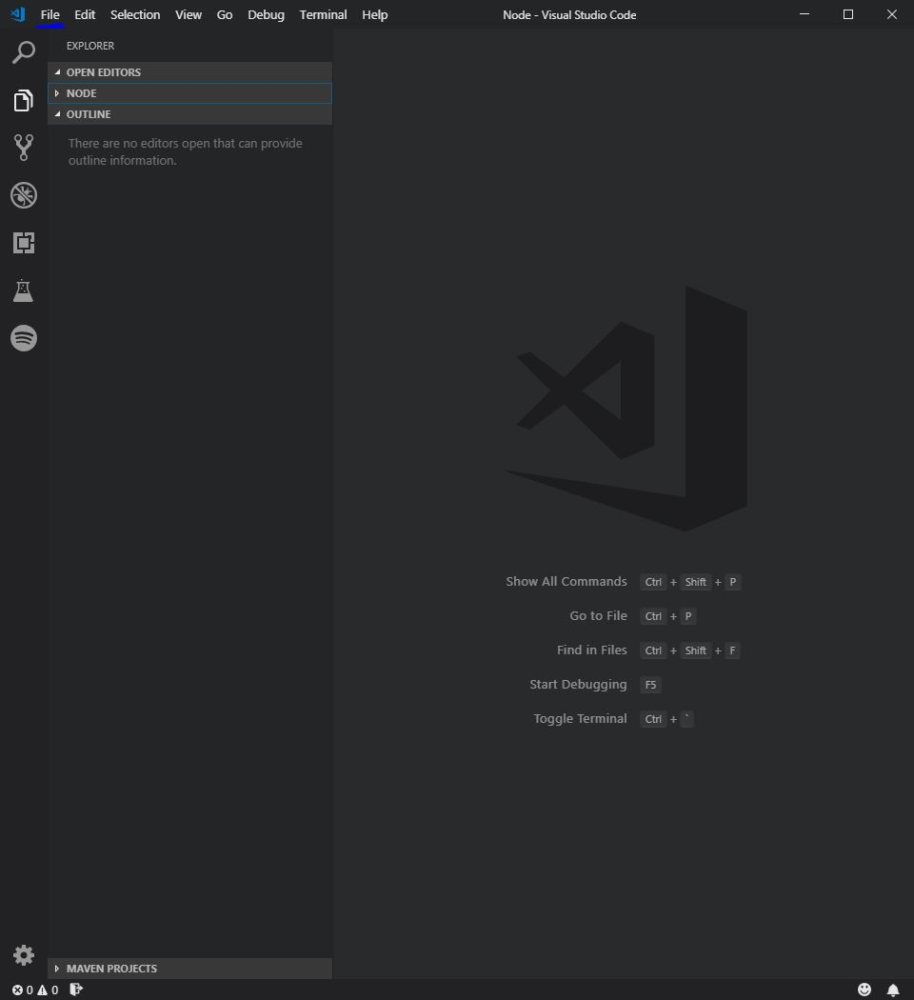 File Edit Selection View Go Debug Terminal Help Node - Visual Studio Code
EXPLORER
OPEN EDITORS
NODE
OUTLINE
There are no editors open that can provide
outline information.
Show All Commands Ctrl + Shift + P
Go to File Ctrl + P
Find in Files Ctrl + Shift + F
Start Debugging F5
Toggle Terminal Ctrl + `
MAVEN PROJECTS
0 0